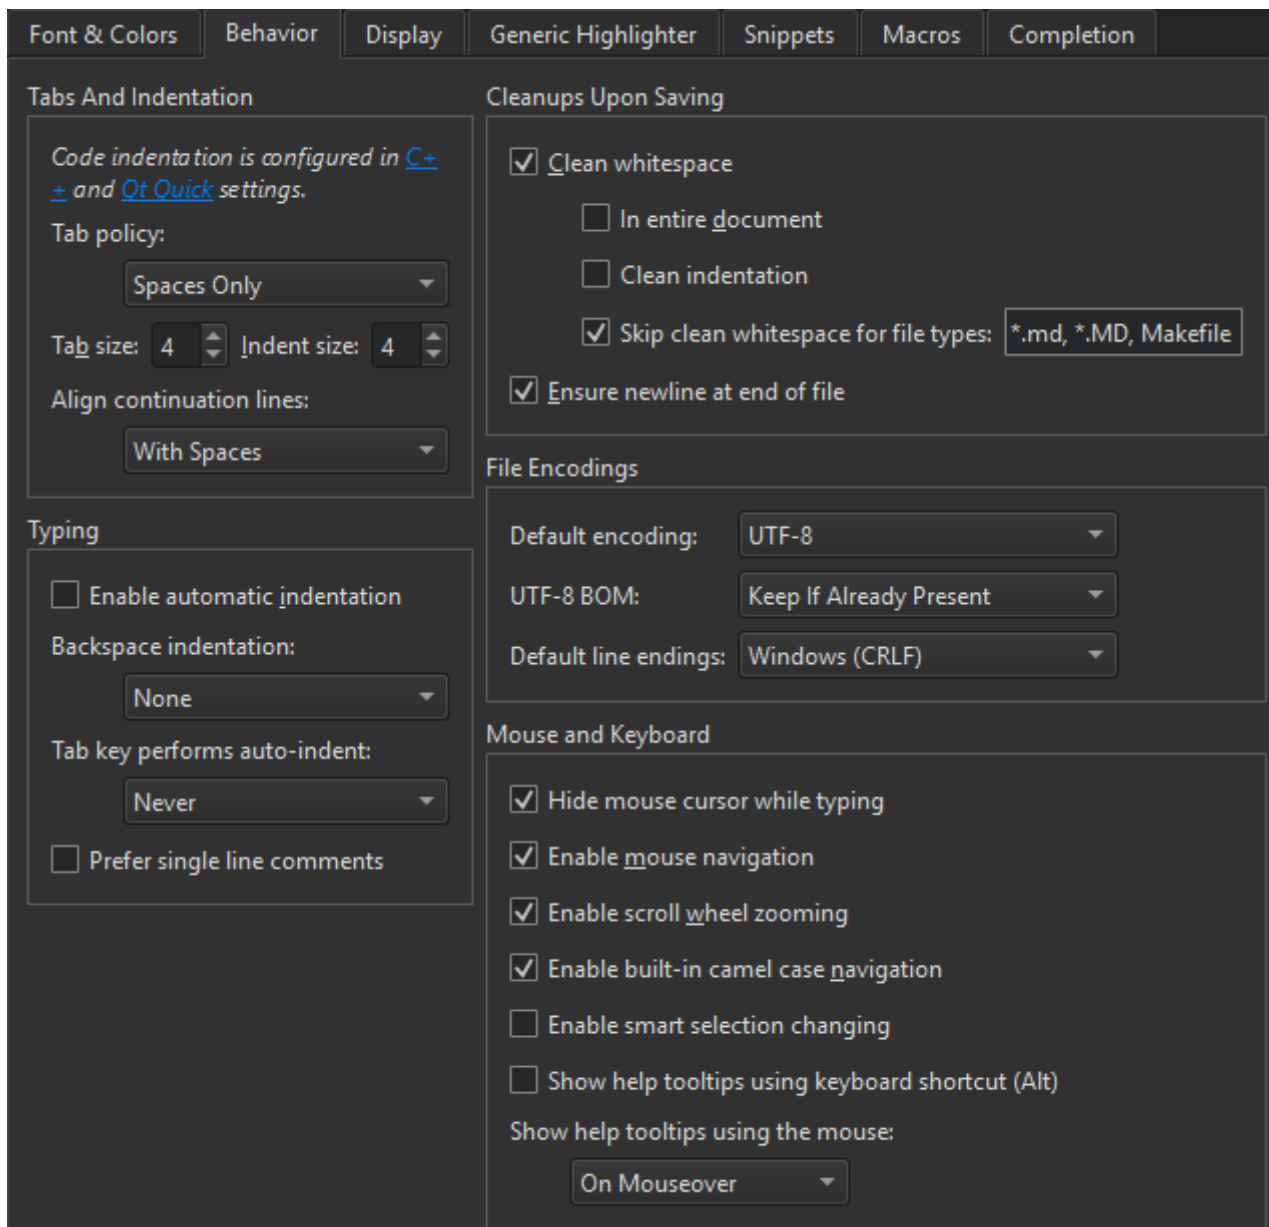 Font & Colors
Behavior
Display
Generic Highlighter
Snippets
Macros
Completion
Tabs And Indentation
Code indentation is configured in C+
+ and Qt Quick settings.
Tab policy:
Spaces Only
Tab size: 4 Indent size: 4
Align continuation lines:
With Spaces
Typing
Enable automatic indentation
Backspace indentation:
None
Tab key performs auto-indent:
Never
Prefer single line comments
Cleanups Upon Saving
Clean whitespace
In entire document
Clean indentation
Skip clean whitespace for file types: *.md, *.MD, Makefile
Ensure newline at end of file
File Encodings
Default encoding: UTF-8
UTF-8 BOM: Keep If Already Present
Default line endings: Windows (CRLF)
Mouse and Keyboard
Hide mouse cursor while typing
Enable mouse navigation
Enable scroll wheel zooming
Enable built-in camel case navigation
Enable smart selection changing
Show help tooltips using keyboard shortcut (Alt)
Show help tooltips using the mouse:
On Mouseover